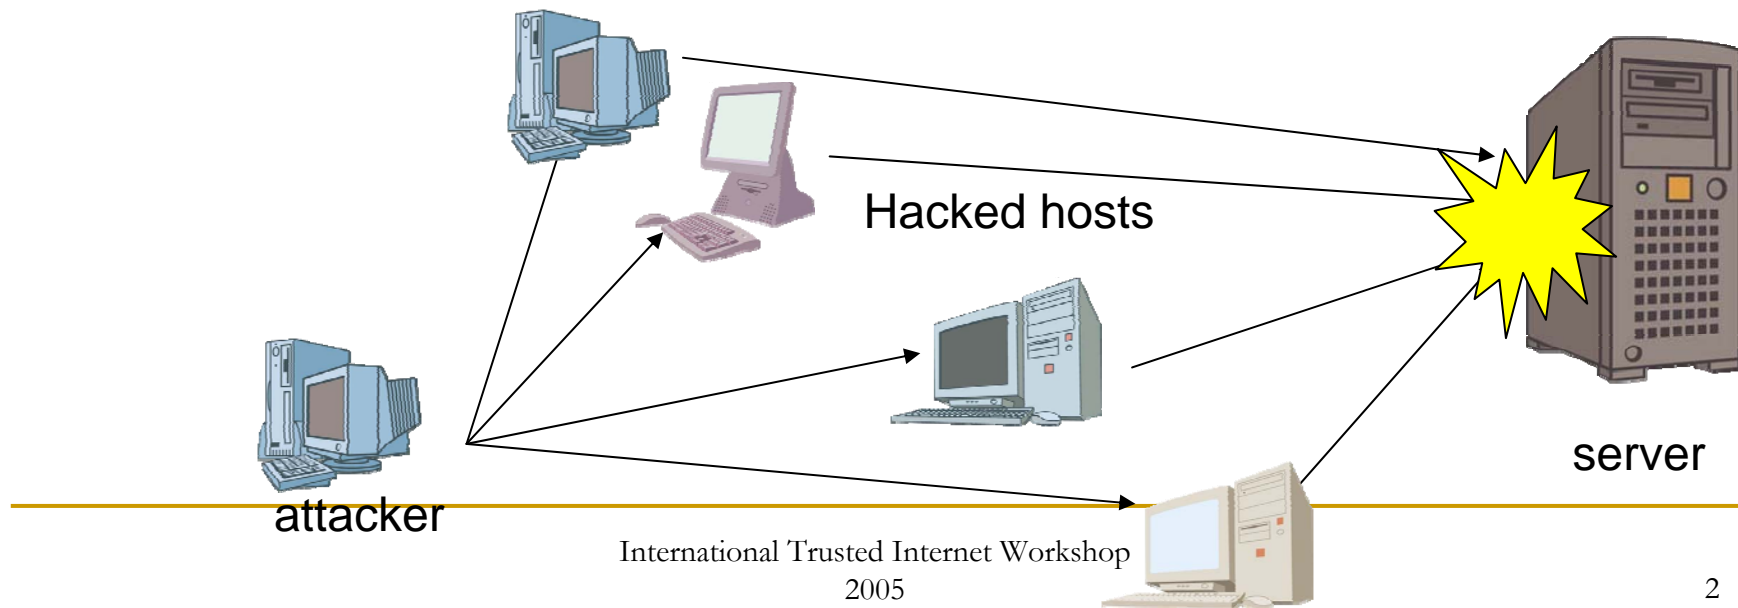 Hacked hosts
server
attacker
International Trusted Internet Workshop
2005
2